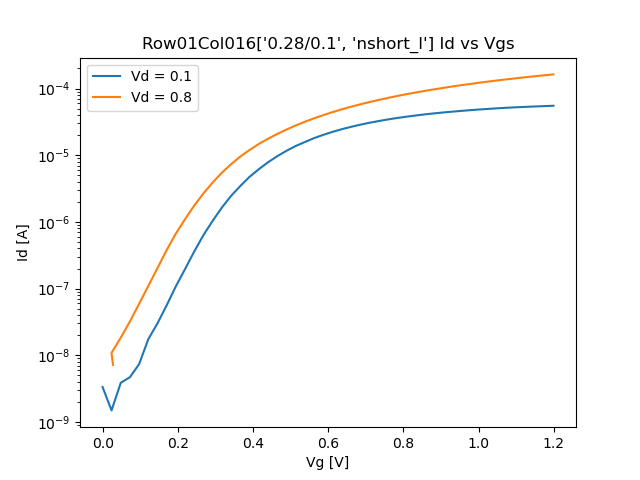 Row01Col016['0.28/0.1', 'nshort_l'] Id vs Vgs
Vd = 0.1
Vd = 0.8
Id [A]
10⁻⁴
10⁻⁵
10⁻⁶
10⁻⁷
10⁻⁸
10⁻⁹
0.0 0.2 0.4 0.6 0.8 1.0 1.2
Vg [V]